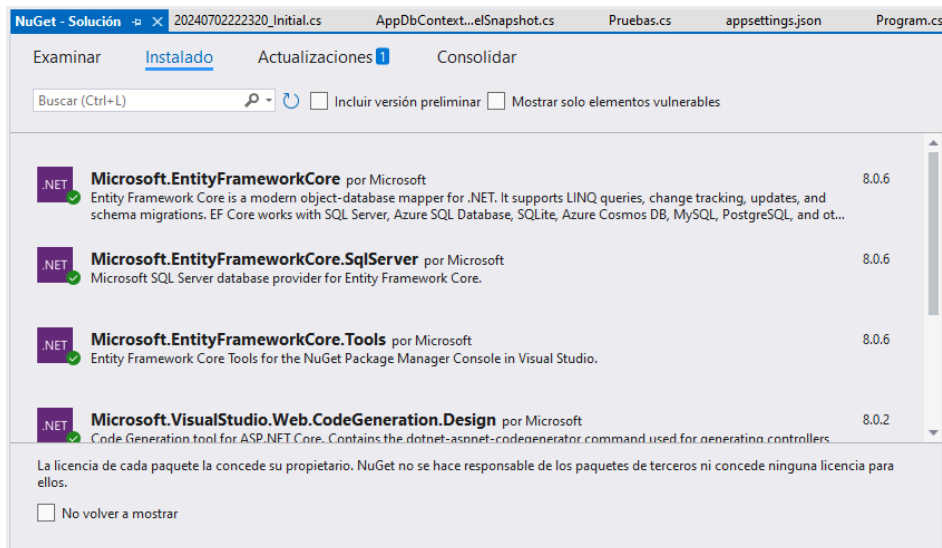 NuGet - Solución 20240702222320_Initial.cs AppDbContext...elSnapshot.cs Pruebas.cs appsettings.json Program.cs
Examinar Instalado Actualizaciones 1 Consolidar
Buscar (Ctrl+L) Incluir versión preliminar Mostrar solo elementos vulnerables
.NET Microsoft.EntityFrameworkCore por Microsoft 8.0.6
Entity Framework Core is a modern object-database mapper for .NET. It supports LINQ queries, change tracking, updates, and
schema migrations. EF Core works with SQL Server, Azure SQL Database, SQLite, Azure Cosmos DB, MySQL, PostgreSQL, and ot...
.NET Microsoft.EntityFrameworkCore.SqlServer por Microsoft 8.0.6
Microsoft SQL Server database provider for Entity Framework Core.
.NET Microsoft.EntityFrameworkCore.Tools por Microsoft 8.0.6
Entity Framework Core Tools for the NuGet Package Manager Console in Visual Studio.
.NET Microsoft.VisualStudio.Web.CodeGeneration.Design por Microsoft 8.0.2
Code Generation tool for ASP.NET Core. Contains the dotnet-aspnet-codegenerator command used for generating controllers
La licencia de cada paquete la concede su propietario. NuGet no se hace responsable de los paquetes de terceros ni concede ninguna licencia para
ellos.
No volver a mostrar